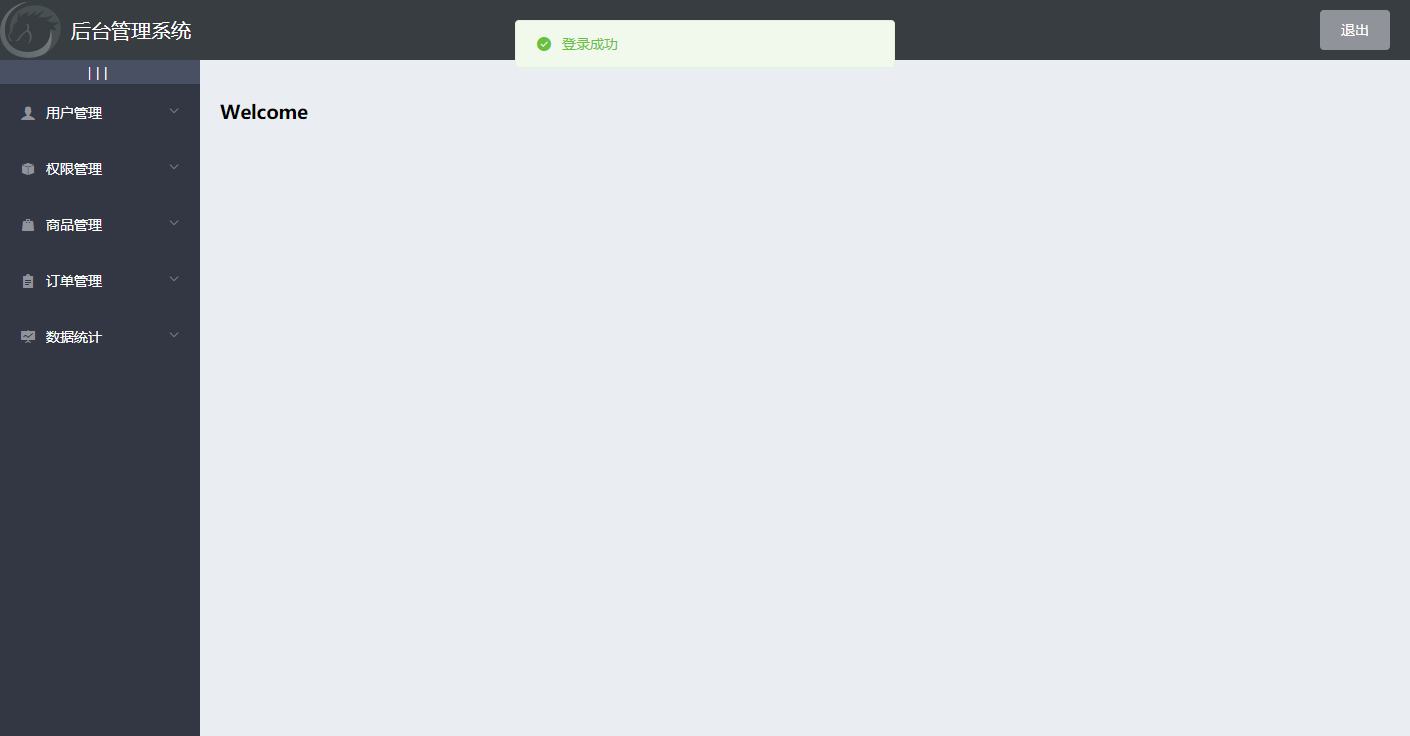 后台管理系统
登录成功
退出
|||
Welcome
用户管理
权限管理
商品管理
订单管理
数据统计